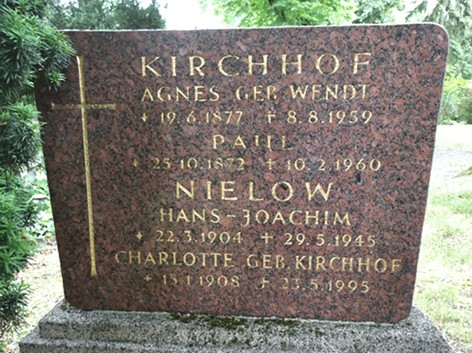 KIRCHHOF
AGNES GEB. WENDT
* 19.6.1877 + 8.8.1959
PAUL
* 25.10.1872 + 10.2.1960
NIELOW
HANS-JOACHIM
* 22.3.1904 + 29.5.1945
CHARLOTTE GEB. KIRCHHOF
* 13.1.1908 + 23.5.1995